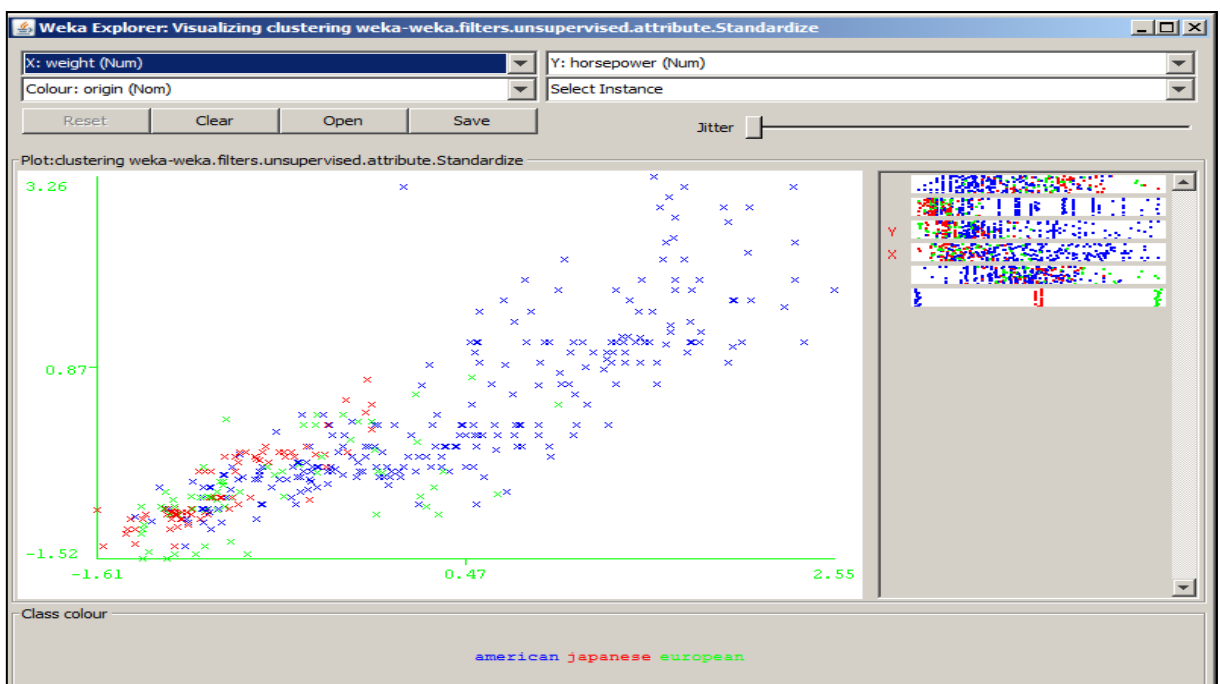 Weka Explorer: Visualizing clustering weka-weka.filters.unsupervised.attribute.Standardize
X: weight (Num) Y: horsepower (Num)
Colour: origin (Nom) Select Instance
Reset Clear Open Save Jitter
Plot:clustering weka-weka.filters.unsupervised.attribute.Standardize
3.26
Y
X
0.87
-1.52
-1.61 0.47 2.55
Class colour
american japanese european